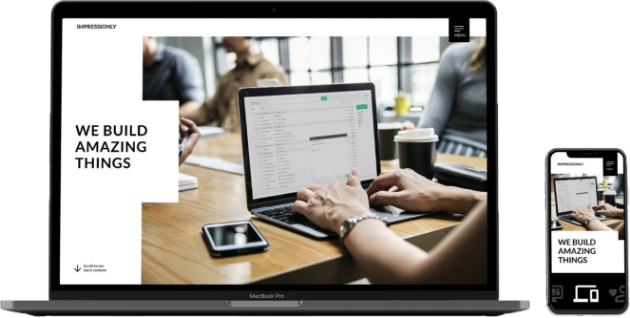 IMPRESSIONLY
MENU
WE BUILD
AMAZING
THINGS
Scroll to see
more content
MacBook Pro
IMPRESSIONLY
WE BUILD
AMAZING
THINGS